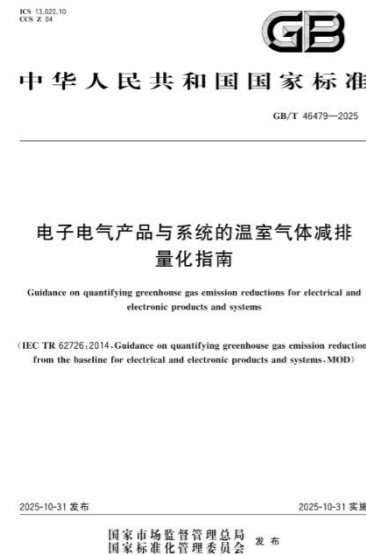 ICS 13.020.10
CCS Z 04
GB
中华人民共和国国家标准
GB/T 46479—2025
电子电气产品与系统的温室气体减排
量化指南
Guidance on quantifying greenhouse gas emission reductions for electrical and
electronic products and systems
(IEC TR 62726:2014,Guidance on quantifying greenhouse gas emission reduction
from the baseline for electrical and electronic products and systems,MOD)
2025-10-31 发布
2025-10-31 实施
国家市场监督管理总局
国家标准化管理委员会
发布